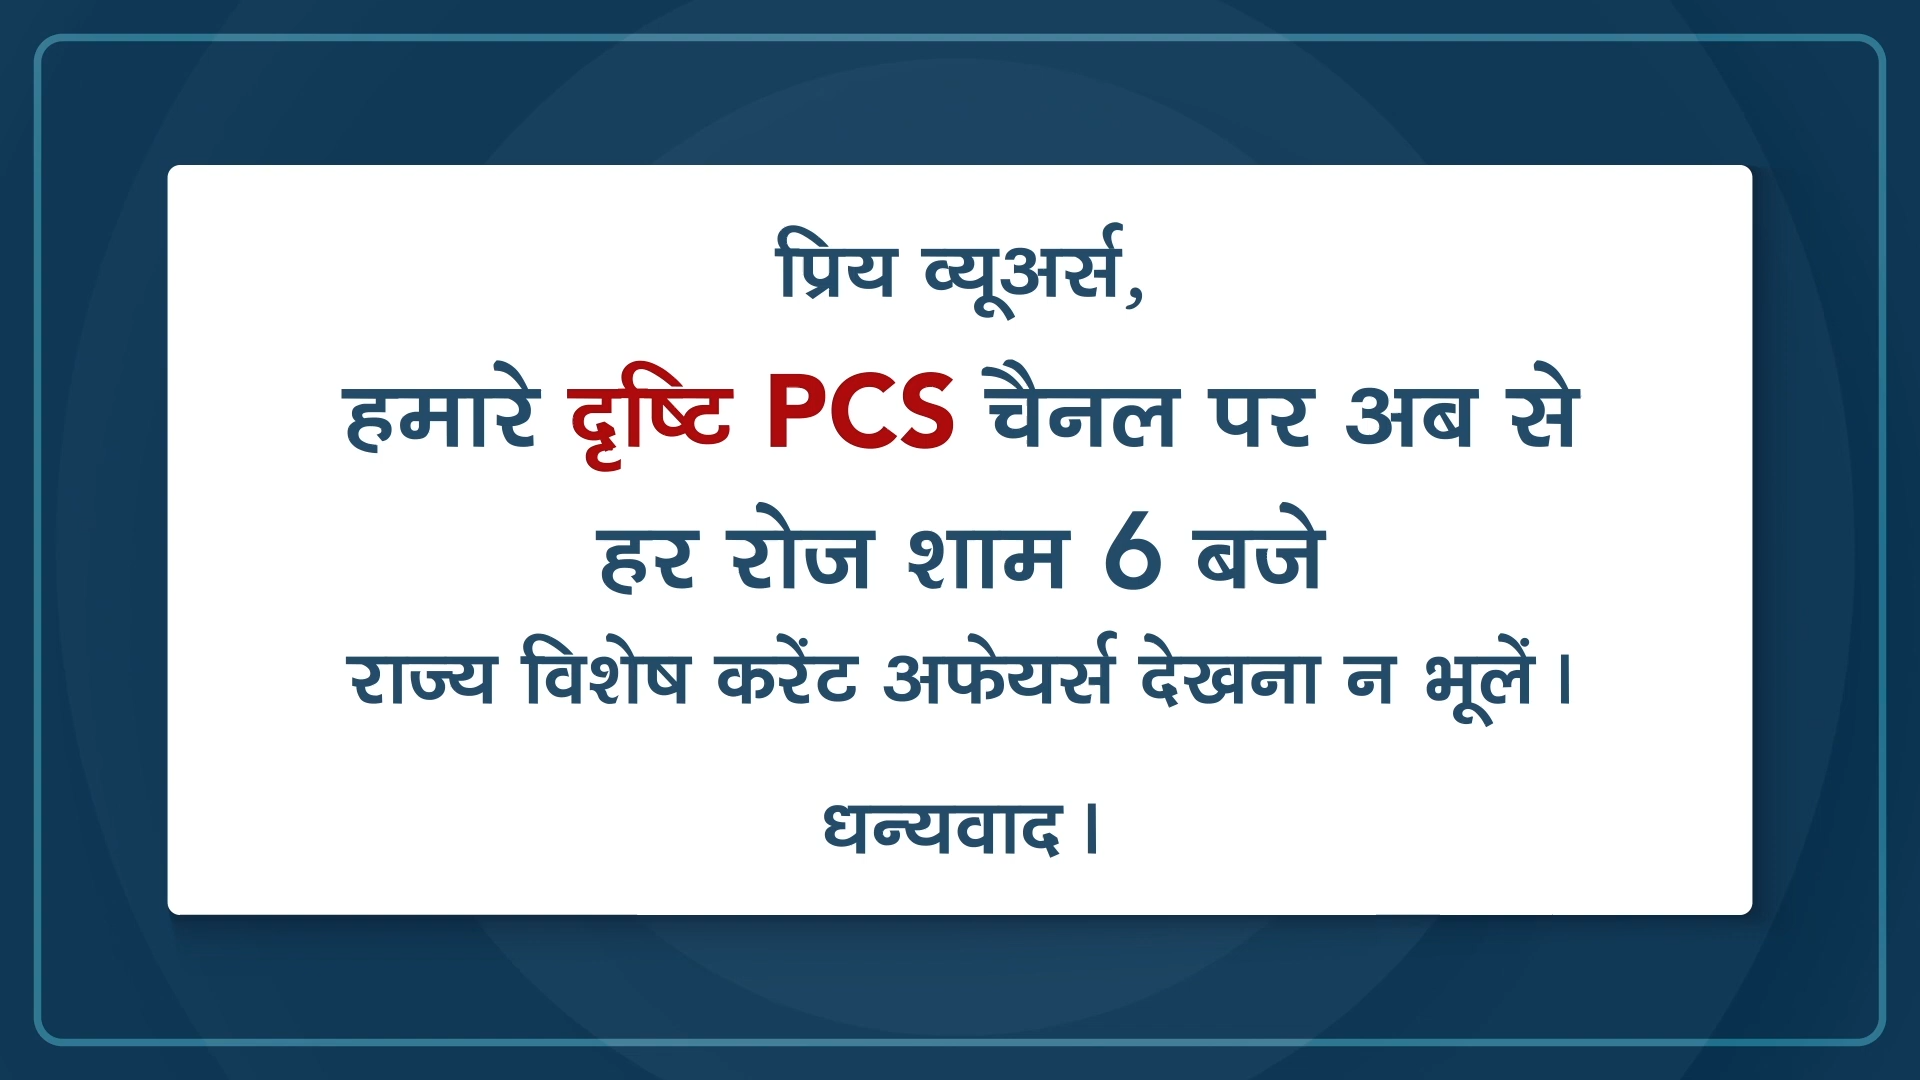 प्रिय व्यूअर्स,
हमारे दृष्टि PCS चैनल पर अब से
हर रोज शाम 6 बजे
राज्य विशेष करेंट अफेयर्स देखना न भूलें।
धन्यवाद।